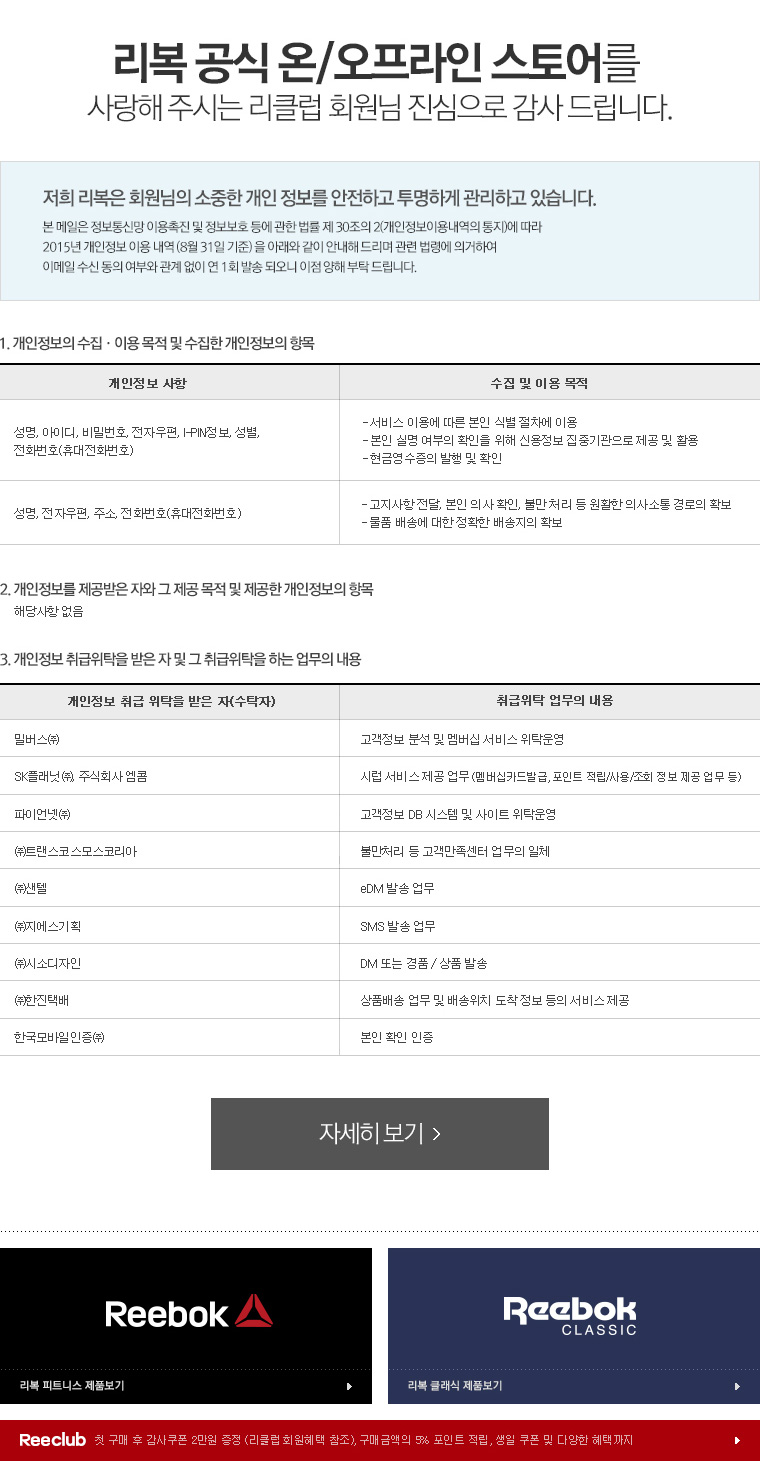 리복 공식 온/오프라인 스토어를
사랑해 주시는 리클럽 회원님 진심으로 감사 드립니다.
저희 리복은 회원님의 소중한 개인 정보를 안전하고 투명하게 관리하고 있습니다.
본 메일은 정보통신망 이용촉진 및 정보보호 등에 관한 법률 제 30조의 2(개인정보이용내역의 통지)에 따라
2015년 개인정보 이용 내역 (8월 31일 기준) 을 아래와 같이 안내해 드리며 관련 법령에 의거하여
이메일 수신 동의 여부와 관계 없이 연 1회 발송 되오니 이점 양해 부탁 드립니다.
1. 개인정보의 수집 · 이용 목적 및 수집한 개인정보의 항목
개인정보 사항
수집 및 이용 목적
성명, 아이디, 비밀번호, 전자우편, I-PIN정보, 성별,
전화번호(휴대전화번호)
- 서비스 이용에 따른 본인 식별 절차에 이용
- 본인 실명 여부의 확인을 위해 신용정보 집중기관으로 제공 및 활용
- 현금영수증의 발행 및 확인
성명, 전자우편, 주소, 전화번호(휴대전화번호)
- 고지사항 전달, 본인 의사 확인, 불만 처리 등 원활한 의사소통 경로의 확보
- 물품 배송에 대한 정확한 배송지의 확보
2. 개인정보를 제공받은 자와 그 제공 목적 및 제공한 개인정보의 항목
해당사항 없음
3. 개인정보 취급위탁을 받은 자 및 그 취급위탁을 하는 업무의 내용
개인정보 취급 위탁을 받은 자(수탁자)
취급위탁 업무의 내용
밀버스㈜
고객정보 분석 및 멤버십 서비스 위탁운영
SK플래닛㈜, 주식회사 엠콤
시럽 서비스 제공 업무 (멤버십카드발급, 포인트 적립/사용/조회 정보 제공 업무 등)
파이언넷㈜
고객정보 DB 시스템 및 사이트 위탁운영
㈜트랜스코스모스코리아
불만처리 등 고객만족센터 업무의 일체
㈜샌텔
eDM 발송 업무
㈜지에스기획
SMS 발송 업무
㈜시소디자인
DM 또는 경품 / 상품 발송
㈜한진택배
상품배송 업무 및 배송위치 도착 정보 등의 서비스 제공
한국모바일인증㈜
본인 확인 인증
자세히 보기 >
Reebok
Reebok
CLASSIC
리복 피트니스 제품보기
리복 클래식 제품보기
Reeclub 첫 구매 후 감사쿠폰 2만원 증정 (리클럽 회원혜택 참조), 구매금액의 5% 포인트 적립, 생일 쿠폰 및 다양한 혜택까지